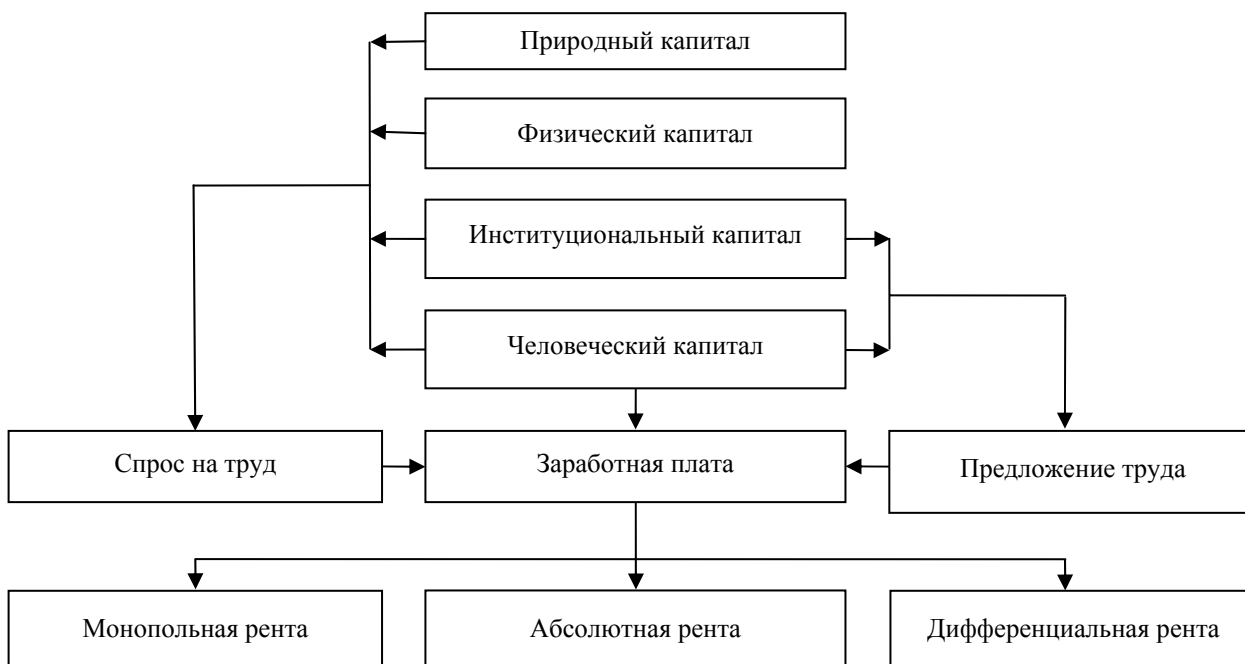 Природный капитал
Физический капитал
Институциональный капитал
Человеческий капитал
Спрос на труд
Заработная плата
Предложение труда
Монопольная рента
Абсолютная рента
Дифференциальная рента